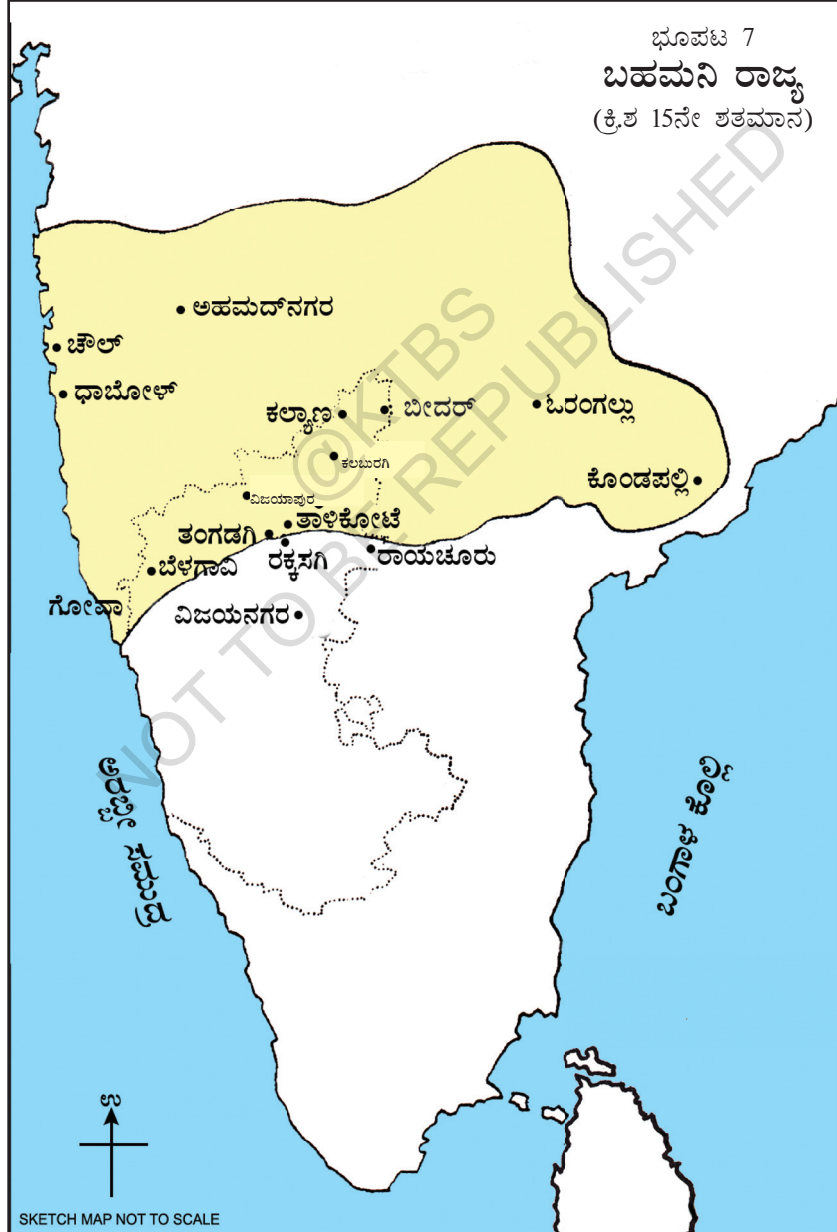 ಭೂಪಟ 7
ಬಹಮನಿ ರಾಜ್ಯ
(ಕ್ರಿ.ಶ 15ನೇ ಶತಮಾನ)
ಅಹಮದ್‌ನಗರ
ಚೌಲ್
ಧಾಬೋಳ್
ಕಲ್ಯಾಣ
ಬೀದರ್
ಓರಂಗಲ್ಲು
ಕಲಬುರಗಿ
ಕೊಂಡಪಲ್ಲಿ
ವಿಜಯಾಪುರ
ತಾಳಿಕೋಟೆ
ತಂಗಡಗಿ
ರಕ್ಕಸಗಿ
ರಾಯಚೂರು
ಬೆಳಗಾವಿ
ಗೋವಾ
ವಿಜಯನಗರ
ಅರಬ್ಬೀ ಸಮುದ್ರ
ಬಂಗಾಳ ಕೊಲ್ಲಿ
ಉ
SKETCH MAP NOT TO SCALE
@KTBS
NOT TO BE REPUBLISHED